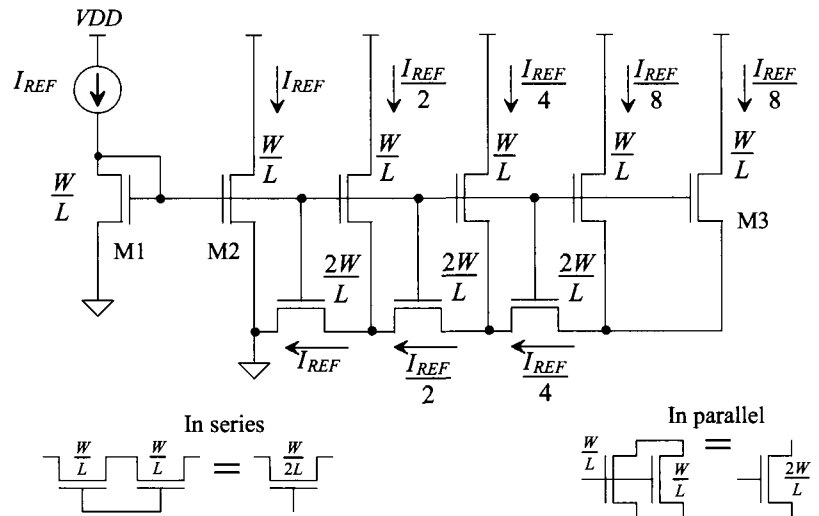 VDD
I_REF
I_REF
I_REF/2
I_REF/4
I_REF/8
I_REF/8
W/L
W/L
W/L
W/L
W/L
W/L
M1
M2
M3
2W/L
2W/L
2W/L
I_REF
I_REF/2
I_REF/4
In series
W/L
W/L
=
W/2L
In parallel
W/L
W/L
=
2W/L